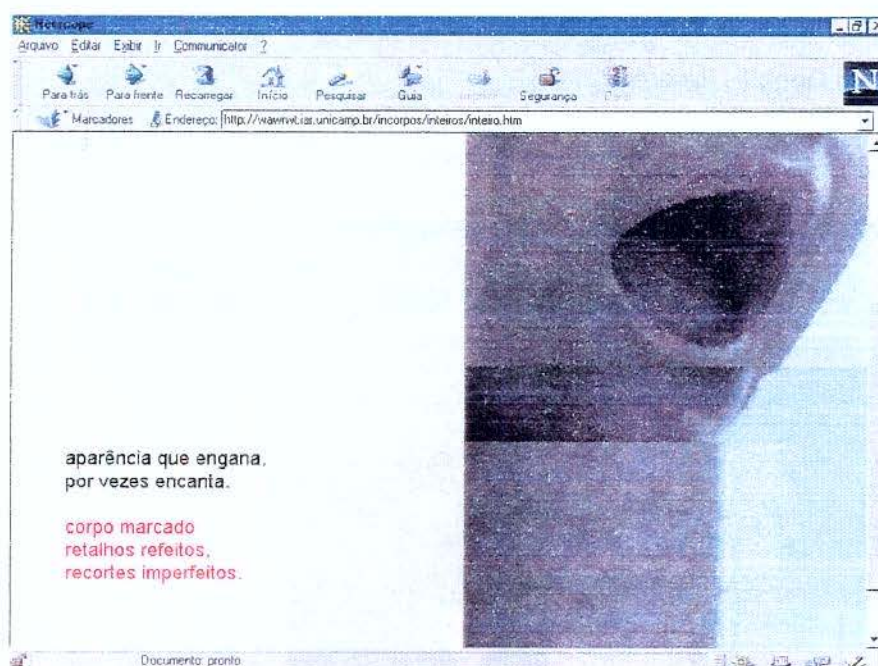 Netscape
Arquivo Editar Exibir Ir Communicator ?
Para trás Para frente Recarregar Início Pesquisar Guia Segurança
Marcadores Endereço: http://wawrwt.iar.unicamp.br/incorpos/inteiros/inteiro.htm
N
aparência que engana,
por vezes encanta.
corpo marcado
retalhos refeitos,
recortes imperfeitos.
Documento: pronto